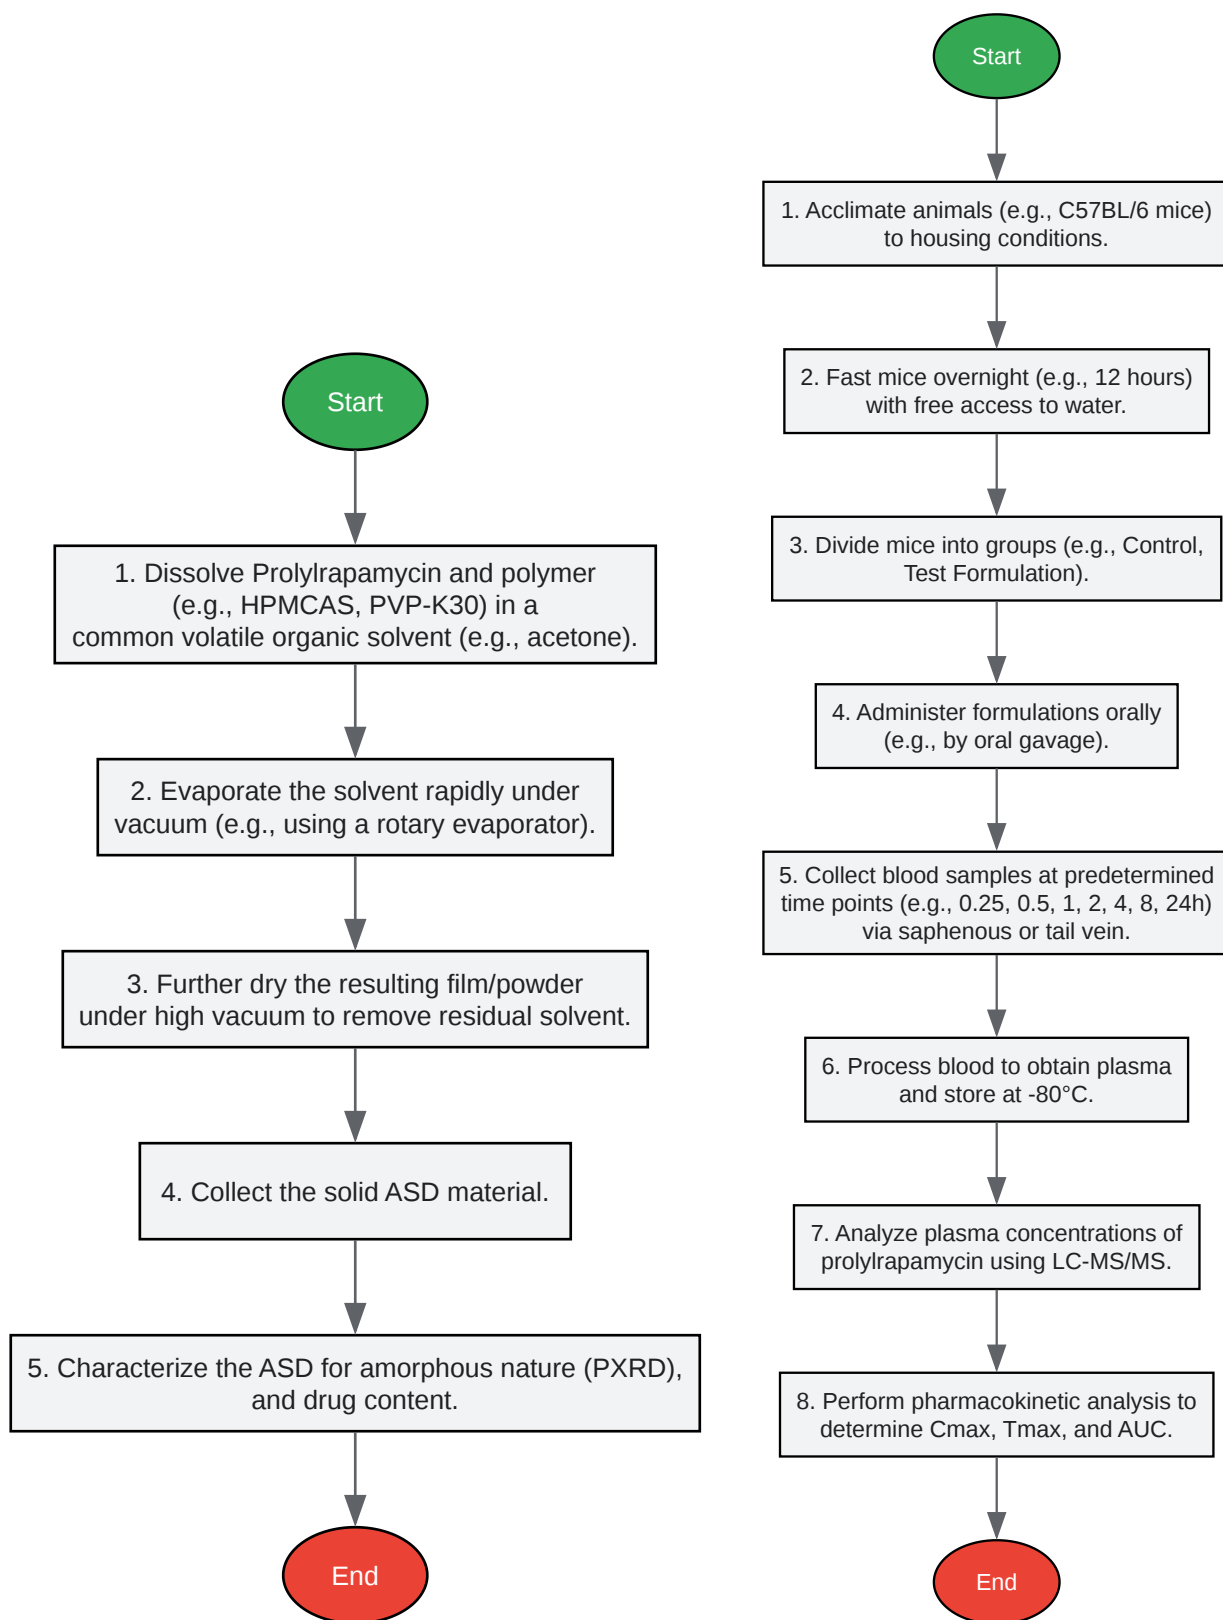 Start
1. Dissolve Prolylrapamycin and polymer
(e.g., HPMCAS, PVP-K30) in a
common volatile organic solvent (e.g., acetone).
2. Evaporate the solvent rapidly under
vacuum (e.g., using a rotary evaporator).
3. Further dry the resulting film/powder
under high vacuum to remove residual solvent.
4. Collect the solid ASD material.
5. Characterize the ASD for amorphous nature (PXRD),
and drug content.
End
Start
1. Acclimate animals (e.g., C57BL/6 mice)
to housing conditions.
2. Fast mice overnight (e.g., 12 hours)
with free access to water.
3. Divide mice into groups (e.g., Control,
Test Formulation).
4. Administer formulations orally
(e.g., by oral gavage).
5. Collect blood samples at predetermined
time points (e.g., 0.25, 0.5, 1, 2, 4, 8, 24h)
via saphenous or tail vein.
6. Process blood to obtain plasma
and store at -80°C.
7. Analyze plasma concentrations of
prolylrapamycin using LC-MS/MS.
8. Perform pharmacokinetic analysis to
determine Cmax, Tmax, and AUC.
End